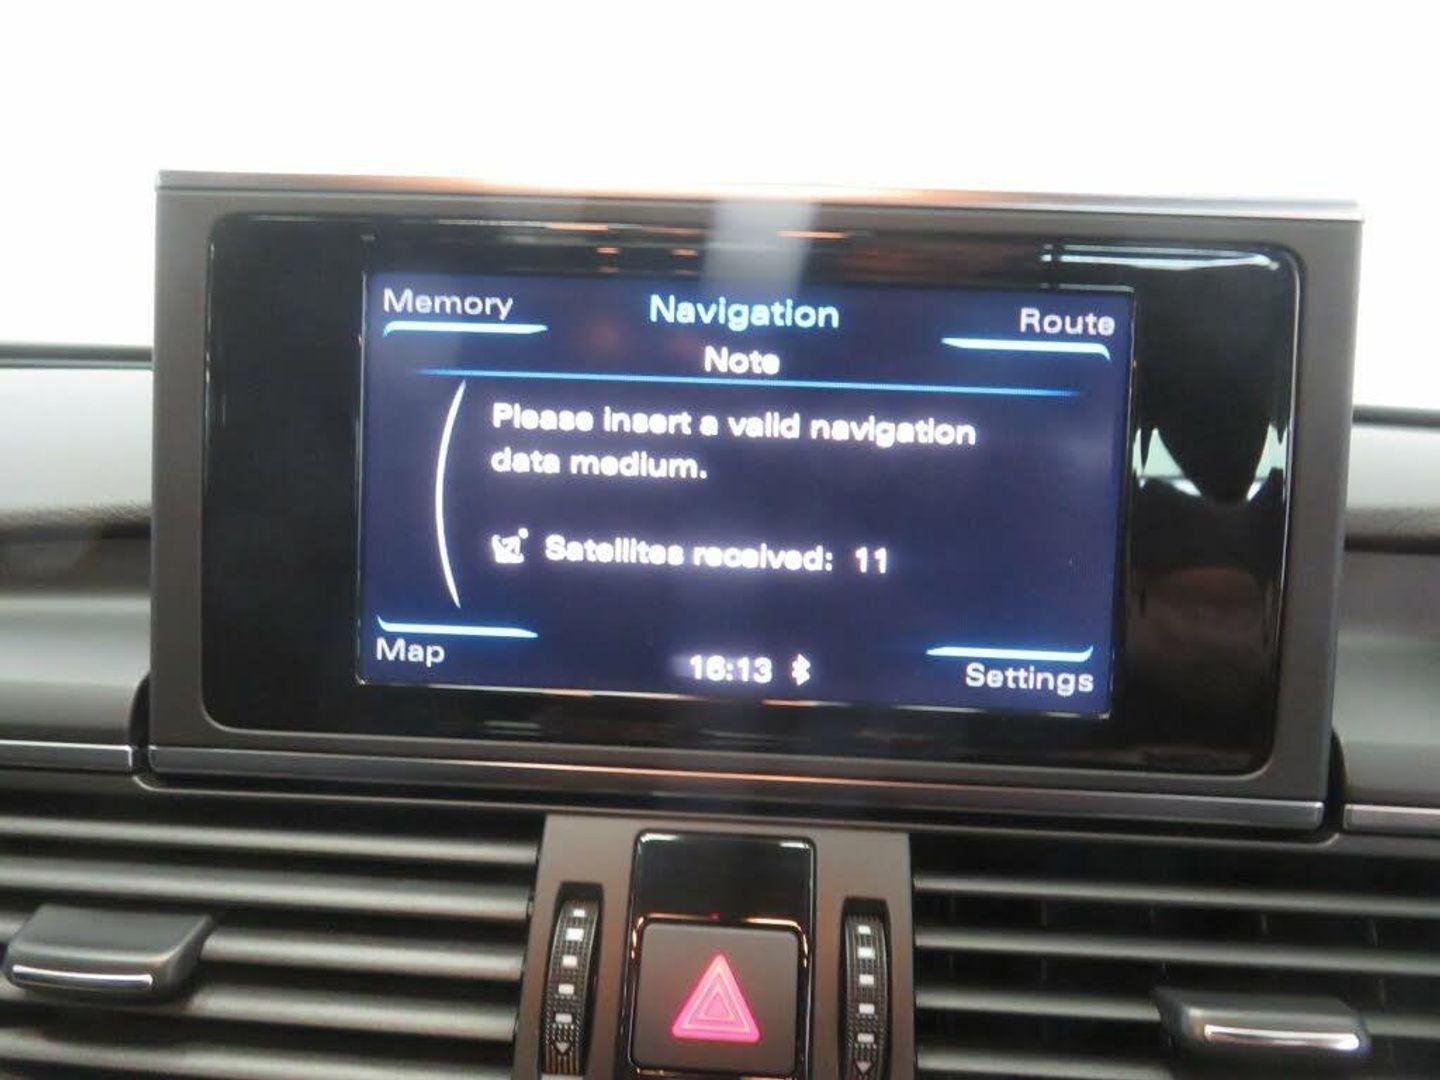 Memory
Navigation
Route
Note
Please insert a valid navigation
data medium.
Satellites received: 11
Map
16:13
Settings